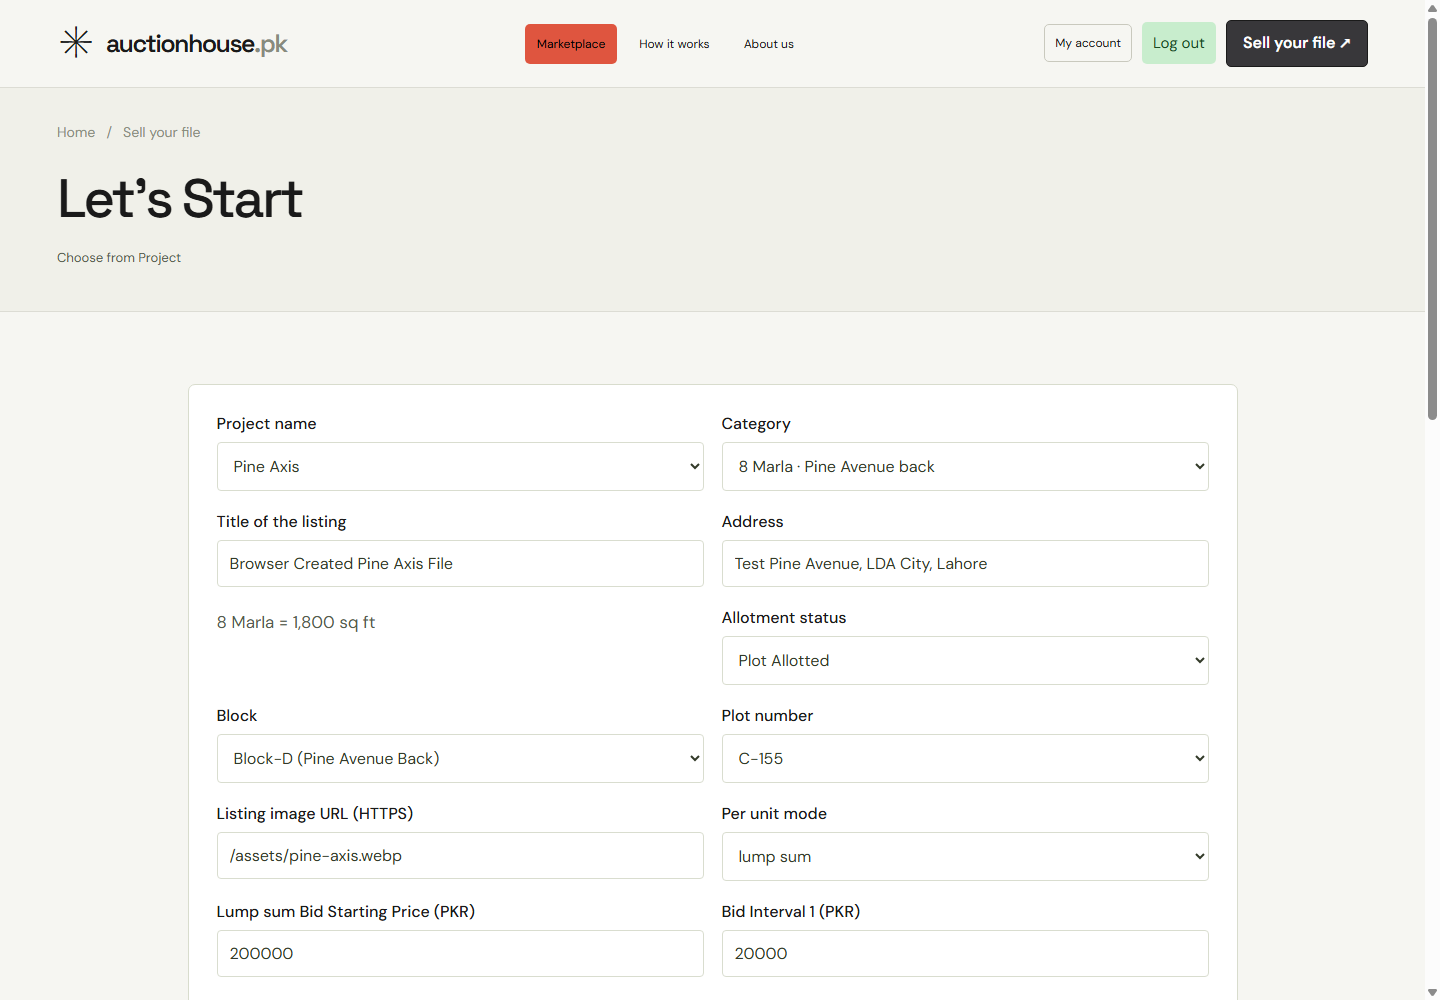 auctionhouse.pk
Marketplace
How it works
About us
My account
Log out
Sell your file ↗
Home / Sell your file
Let’s Start
Choose from Project
Project name
Category
Pine Axis
8 Marla · Pine Avenue back
Title of the listing
Address
Browser Created Pine Axis File
Test Pine Avenue, LDA City, Lahore
8 Marla = 1,800 sq ft
Allotment status
Plot Allotted
Block
Plot number
Block-D (Pine Avenue Back)
C-155
Listing image URL (HTTPS)
Per unit mode
/assets/pine-axis.webp
lump sum
Lump sum Bid Starting Price (PKR)
Bid Interval 1 (PKR)
200000
20000